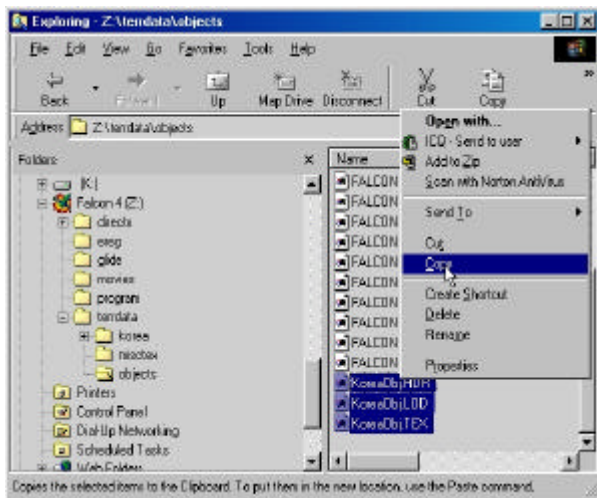 Exploring - Z:\terrdata\objects
File Edit View Go Favorites Tools Help
Back Forward Up Map Drive Disconnect Cut Copy »
Address Z:\terrdata\objects
Folders × Name
(K:)
Falcon 4 (Z:)
directx
ereg
glide
movies
program
terrdata
korea
misctex
objects
Printers
Control Panel
Dial-Up Networking
Scheduled Tasks
Web Folders
FALCON
FALCON
FALCON
FALCON
FALCON
FALCON
FALCON
FALCON
FALCON
FALCON
KoreaObj.HDR
KoreaObj.LOD
KoreaObj.TEX
Open with...
ICQ - Send to user
Add to Zip
Scan with Norton AntiVirus
Send To
Cut
Copy
Create Shortcut
Delete
Rename
Properties
Copies the selected items to the Clipboard. To put them in the new location, use the Paste command.